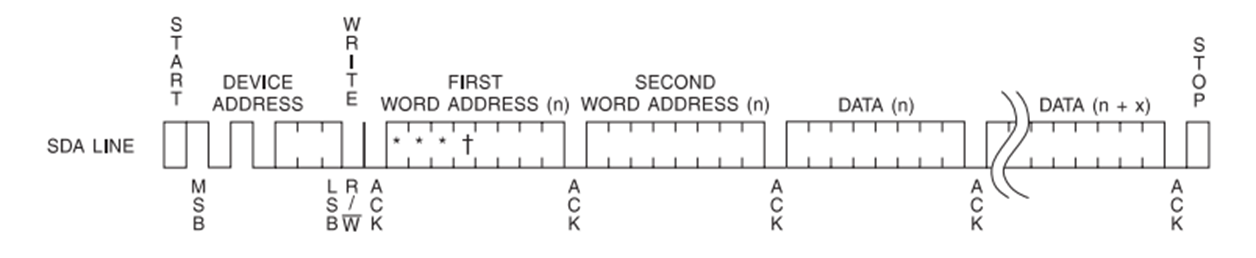 START
WRITE
STOP
DEVICE
ADDRESS
FIRST
WORD ADDRESS (n)
SECOND
WORD ADDRESS (n)
DATA (n)
DATA (n + x)
SDA LINE
* * * †
MSB
LSB
R/W̅
ACK
ACK
ACK
ACK
ACK